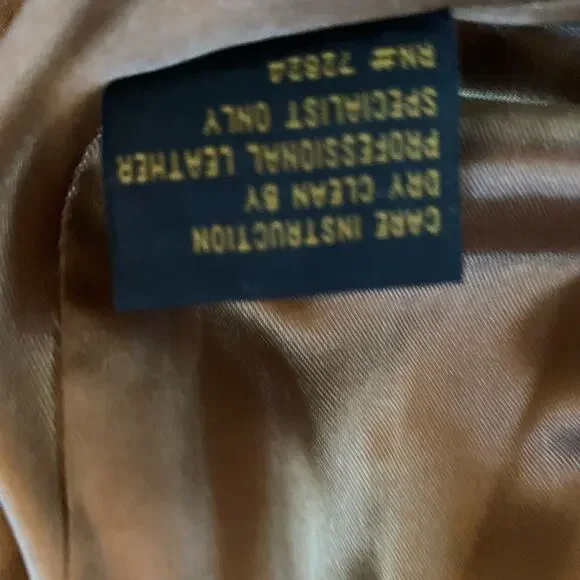 CARE INSTRUCTION
DRY CLEAN BY
PROFESSIONAL LEATHER
SPECIALIST ONLY
RN# 72824